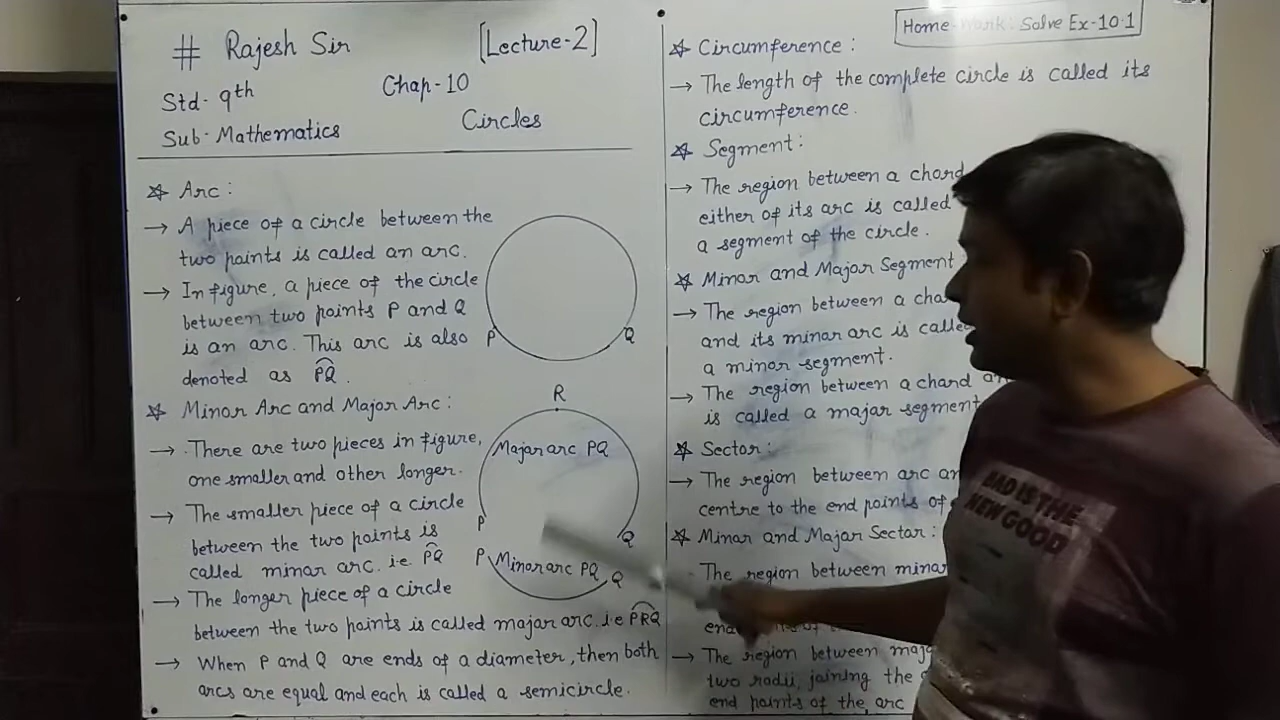 # Rajesh Sir
[Lecture-2]
Std- 9th
Chap-10
Sub- Mathematics
Circles
☆ Arc:
→ A piece of a circle between the
two points is called an arc.
→ In figure, a piece of the circle
between two points P and Q
is an arc. This arc is also
denoted as PQ.
P
Q
☆ Minor Arc and Major Arc:
→ There are two pieces in figure,
one smaller and other longer.
→ The smaller piece of a circle
between the two points is
called minor arc. i.e. PQ
→ The longer piece of a circle
between the two points is called major arc. i.e PRQ
→ When P and Q are ends of a diameter, then both
arcs are equal and each is called a semicircle.
R
Major arc PQ
P
Q
P
Minor arc PQ
Q
Home-Work: Solve Ex-10.1
☆ Circumference:
→ The length of the complete circle is called its
circumference.
☆ Segment:
→ The region between a chord
either of its arc is called
a segment of the circle.
☆ Minor and Major Segment
→ The region between a
and its minor arc is
a minor segment.
→ The region between a chord
is called a major segment
☆ Sector:
→ The region between arc
centre to the end points of
☆ Minor and Major Sector:
The region between
→ The region between
two radii, joining the
end points of the arc
BAD IS THE
NEW GOOD